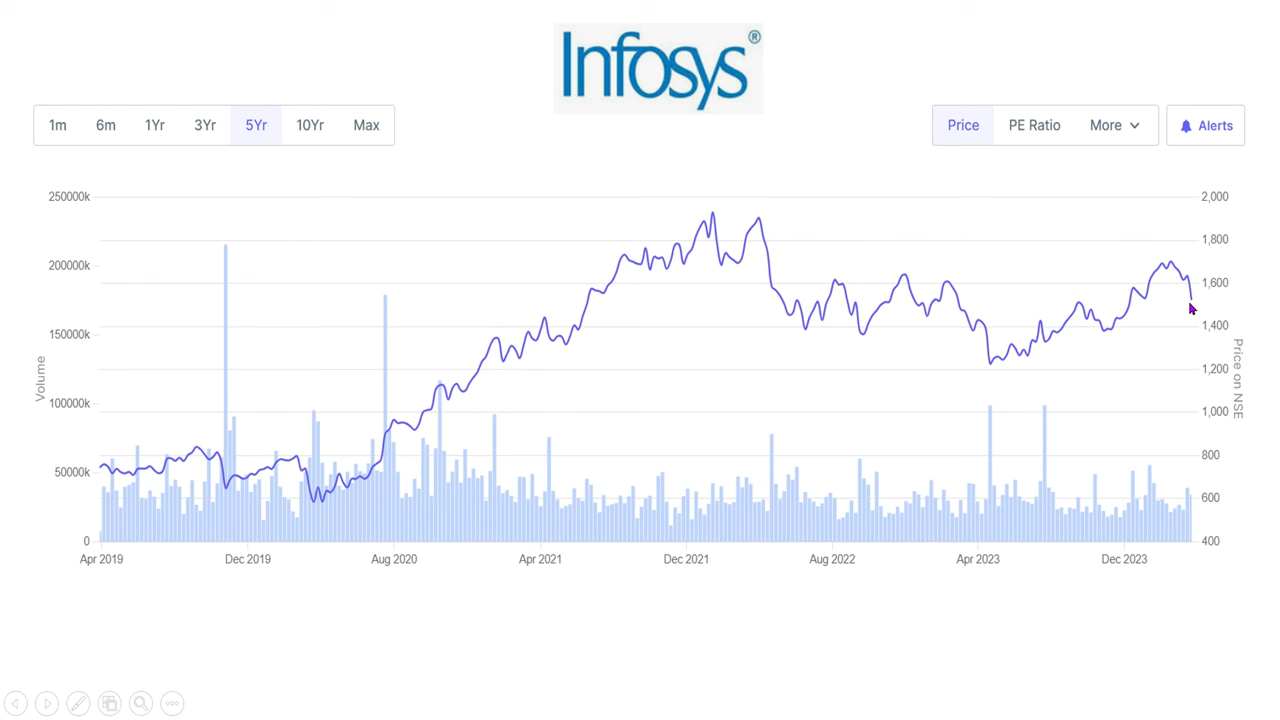 Infosys®
1m 6m 1Yr 3Yr 5Yr 10Yr Max
Price PE Ratio More Alerts
250000k 2,000
1,800
200000k 1,600
150000k 1,400
1,200
100000k 1,000
50000k 800
600
0 400
Volume
Price on NSE
Apr 2019 Dec 2019 Aug 2020 Apr 2021 Dec 2021 Aug 2022 Apr 2023 Dec 2023